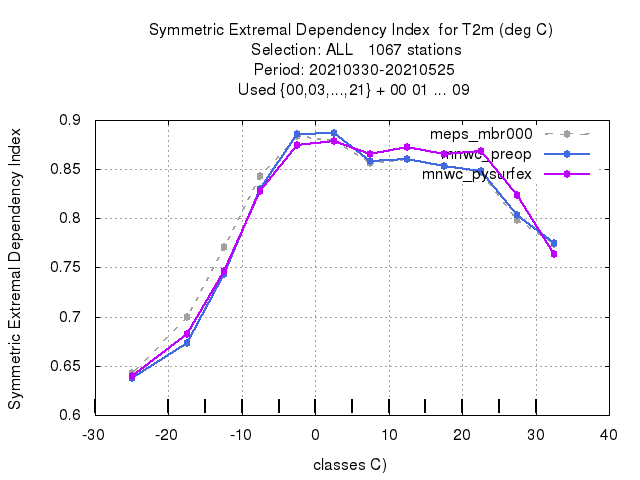 Symmetric Extremal Dependency Index  for T2m (deg C)
Selection: ALL   1067 stations
Period: 20210330-20210525
Used {00,03,...,21} + 00 01 ... 09
Symmetric Extremal Dependency Index
0.9
0.85
0.8
0.75
0.7
0.65
0.6
meps_mbr000
mnwc_preop
mnwc_pysurfex
-30
-20
-10
0
10
20
30
40
classes C)